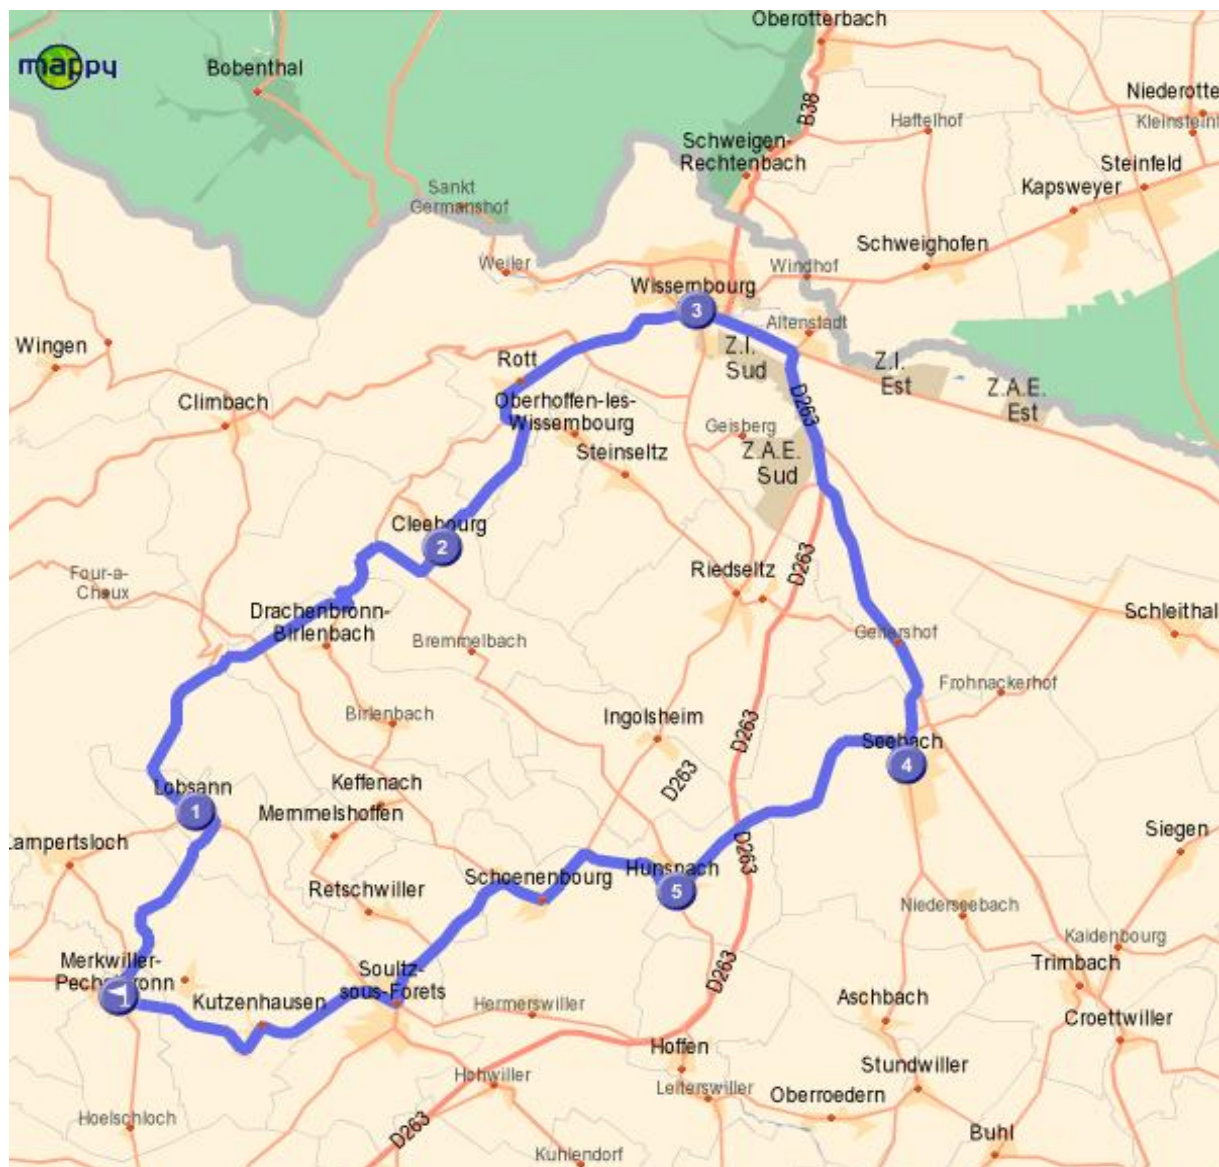 Oberotterbach
mappy
Bobenthal
B38
Niederotte
Haftelhof
Kleinsteinf
Schweigen-
Rechtenbach
Steinfeld
Sankt
Germanshof
Kapsweyer
Schweighofen
Weiler
Windhof
Wissembourg
3
Altenstadt
Wingen
Z.I.
Sud
Rott
Z.I.
Est
Z.A.E.
Est
Climbach
Oberhoffen-les-
Wissembourg
D263
Geisberg
Steinseltz
Z.A.E.
Sud
Cleebourg
2
Four-a-
Chaux
Riedseltz
D263
Drachenbronn-
Birlenbach
Schleithal
Bremmelbach
Geitershof
Frohnackerhof
Birlenbach
Ingolsheim
D263
Seebach
4
Keffenach
D263
Lobsann
1
Memmelshoffen
Lampertsloch
D263
Siegen
Hunspach
5
Schoenenbourg
Retschwiller
Niederseebach
Kaidenbourg
Merkwiller-
Pechelbronn
Soultz-
sous-Forets
D263
Trimbach
Kutzenhausen
Hermerswiller
Aschbach
Croettwiller
Hoffen
Stundwiller
Hohwiller
Leiterswiller
Oberroedern
Hoelschloch
D263
Buhl
Kuhlendorf